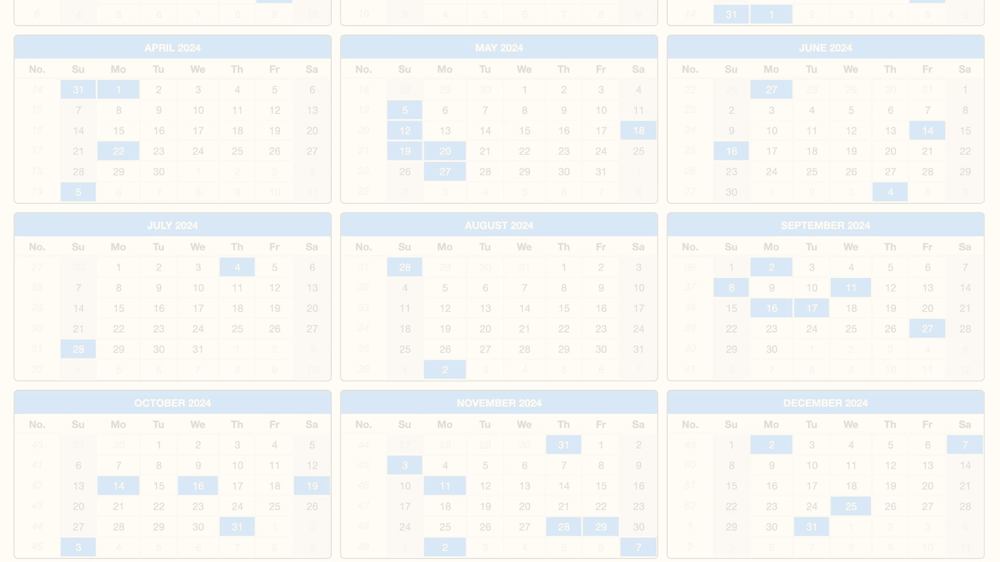 6 4 5 6 7 8 9 10
10 3 4 5 6 7 8 9
14 31 1 2 3 4 5 6
APRIL 2024
No. Su Mo Tu We Th Fr Sa
14 31 1 2 3 4 5 6
15 7 8 9 10 11 12 13
16 14 15 16 17 18 19 20
17 21 22 23 24 25 26 27
18 28 29 30 1 2 3 4
19 5 6 7 8 9 10 11
MAY 2024
No. Su Mo Tu We Th Fr Sa
18 28 29 30 1 2 3 4
19 5 6 7 8 9 10 11
20 12 13 14 15 16 17 18
21 19 20 21 22 23 24 25
22 26 27 28 29 30 31 1
23 2 3 4 5 6 7 8
JUNE 2024
No. Su Mo Tu We Th Fr Sa
22 26 27 28 29 30 31 1
23 2 3 4 5 6 7 8
24 9 10 11 12 13 14 15
25 16 17 18 19 20 21 22
26 23 24 25 26 27 28 29
27 30 1 2 3 4 5 6
JULY 2024
No. Su Mo Tu We Th Fr Sa
27 30 1 2 3 4 5 6
28 7 8 9 10 11 12 13
29 14 15 16 17 18 19 20
30 21 22 23 24 25 26 27
31 28 29 30 31 1 2 3
32 4 5 6 7 8 9 10
AUGUST 2024
No. Su Mo Tu We Th Fr Sa
31 28 29 30 31 1 2 3
32 4 5 6 7 8 9 10
33 11 12 13 14 15 16 17
34 18 19 20 21 22 23 24
35 25 26 27 28 29 30 31
36 1 2 3 4 5 6 7
SEPTEMBER 2024
No. Su Mo Tu We Th Fr Sa
36 1 2 3 4 5 6 7
37 8 9 10 11 12 13 14
38 15 16 17 18 19 20 21
39 22 23 24 25 26 27 28
40 29 30 1 2 3 4 5
41 6 7 8 9 10 11 12
OCTOBER 2024
No. Su Mo Tu We Th Fr Sa
40 29 30 1 2 3 4 5
41 6 7 8 9 10 11 12
42 13 14 15 16 17 18 19
43 20 21 22 23 24 25 26
44 27 28 29 30 31 1 2
45 3 4 5 6 7 8 9
NOVEMBER 2024
No. Su Mo Tu We Th Fr Sa
44 27 28 29 30 31 1 2
45 3 4 5 6 7 8 9
46 10 11 12 13 14 15 16
47 17 18 19 20 21 22 23
48 24 25 26 27 28 29 30
49 1 2 3 4 5 6 7
DECEMBER 2024
No. Su Mo Tu We Th Fr Sa
49 1 2 3 4 5 6 7
50 8 9 10 11 12 13 14
51 15 16 17 18 19 20 21
52 22 23 24 25 26 27 28
1 29 30 31 1 2 3 4
2 5 6 7 8 9 10 11